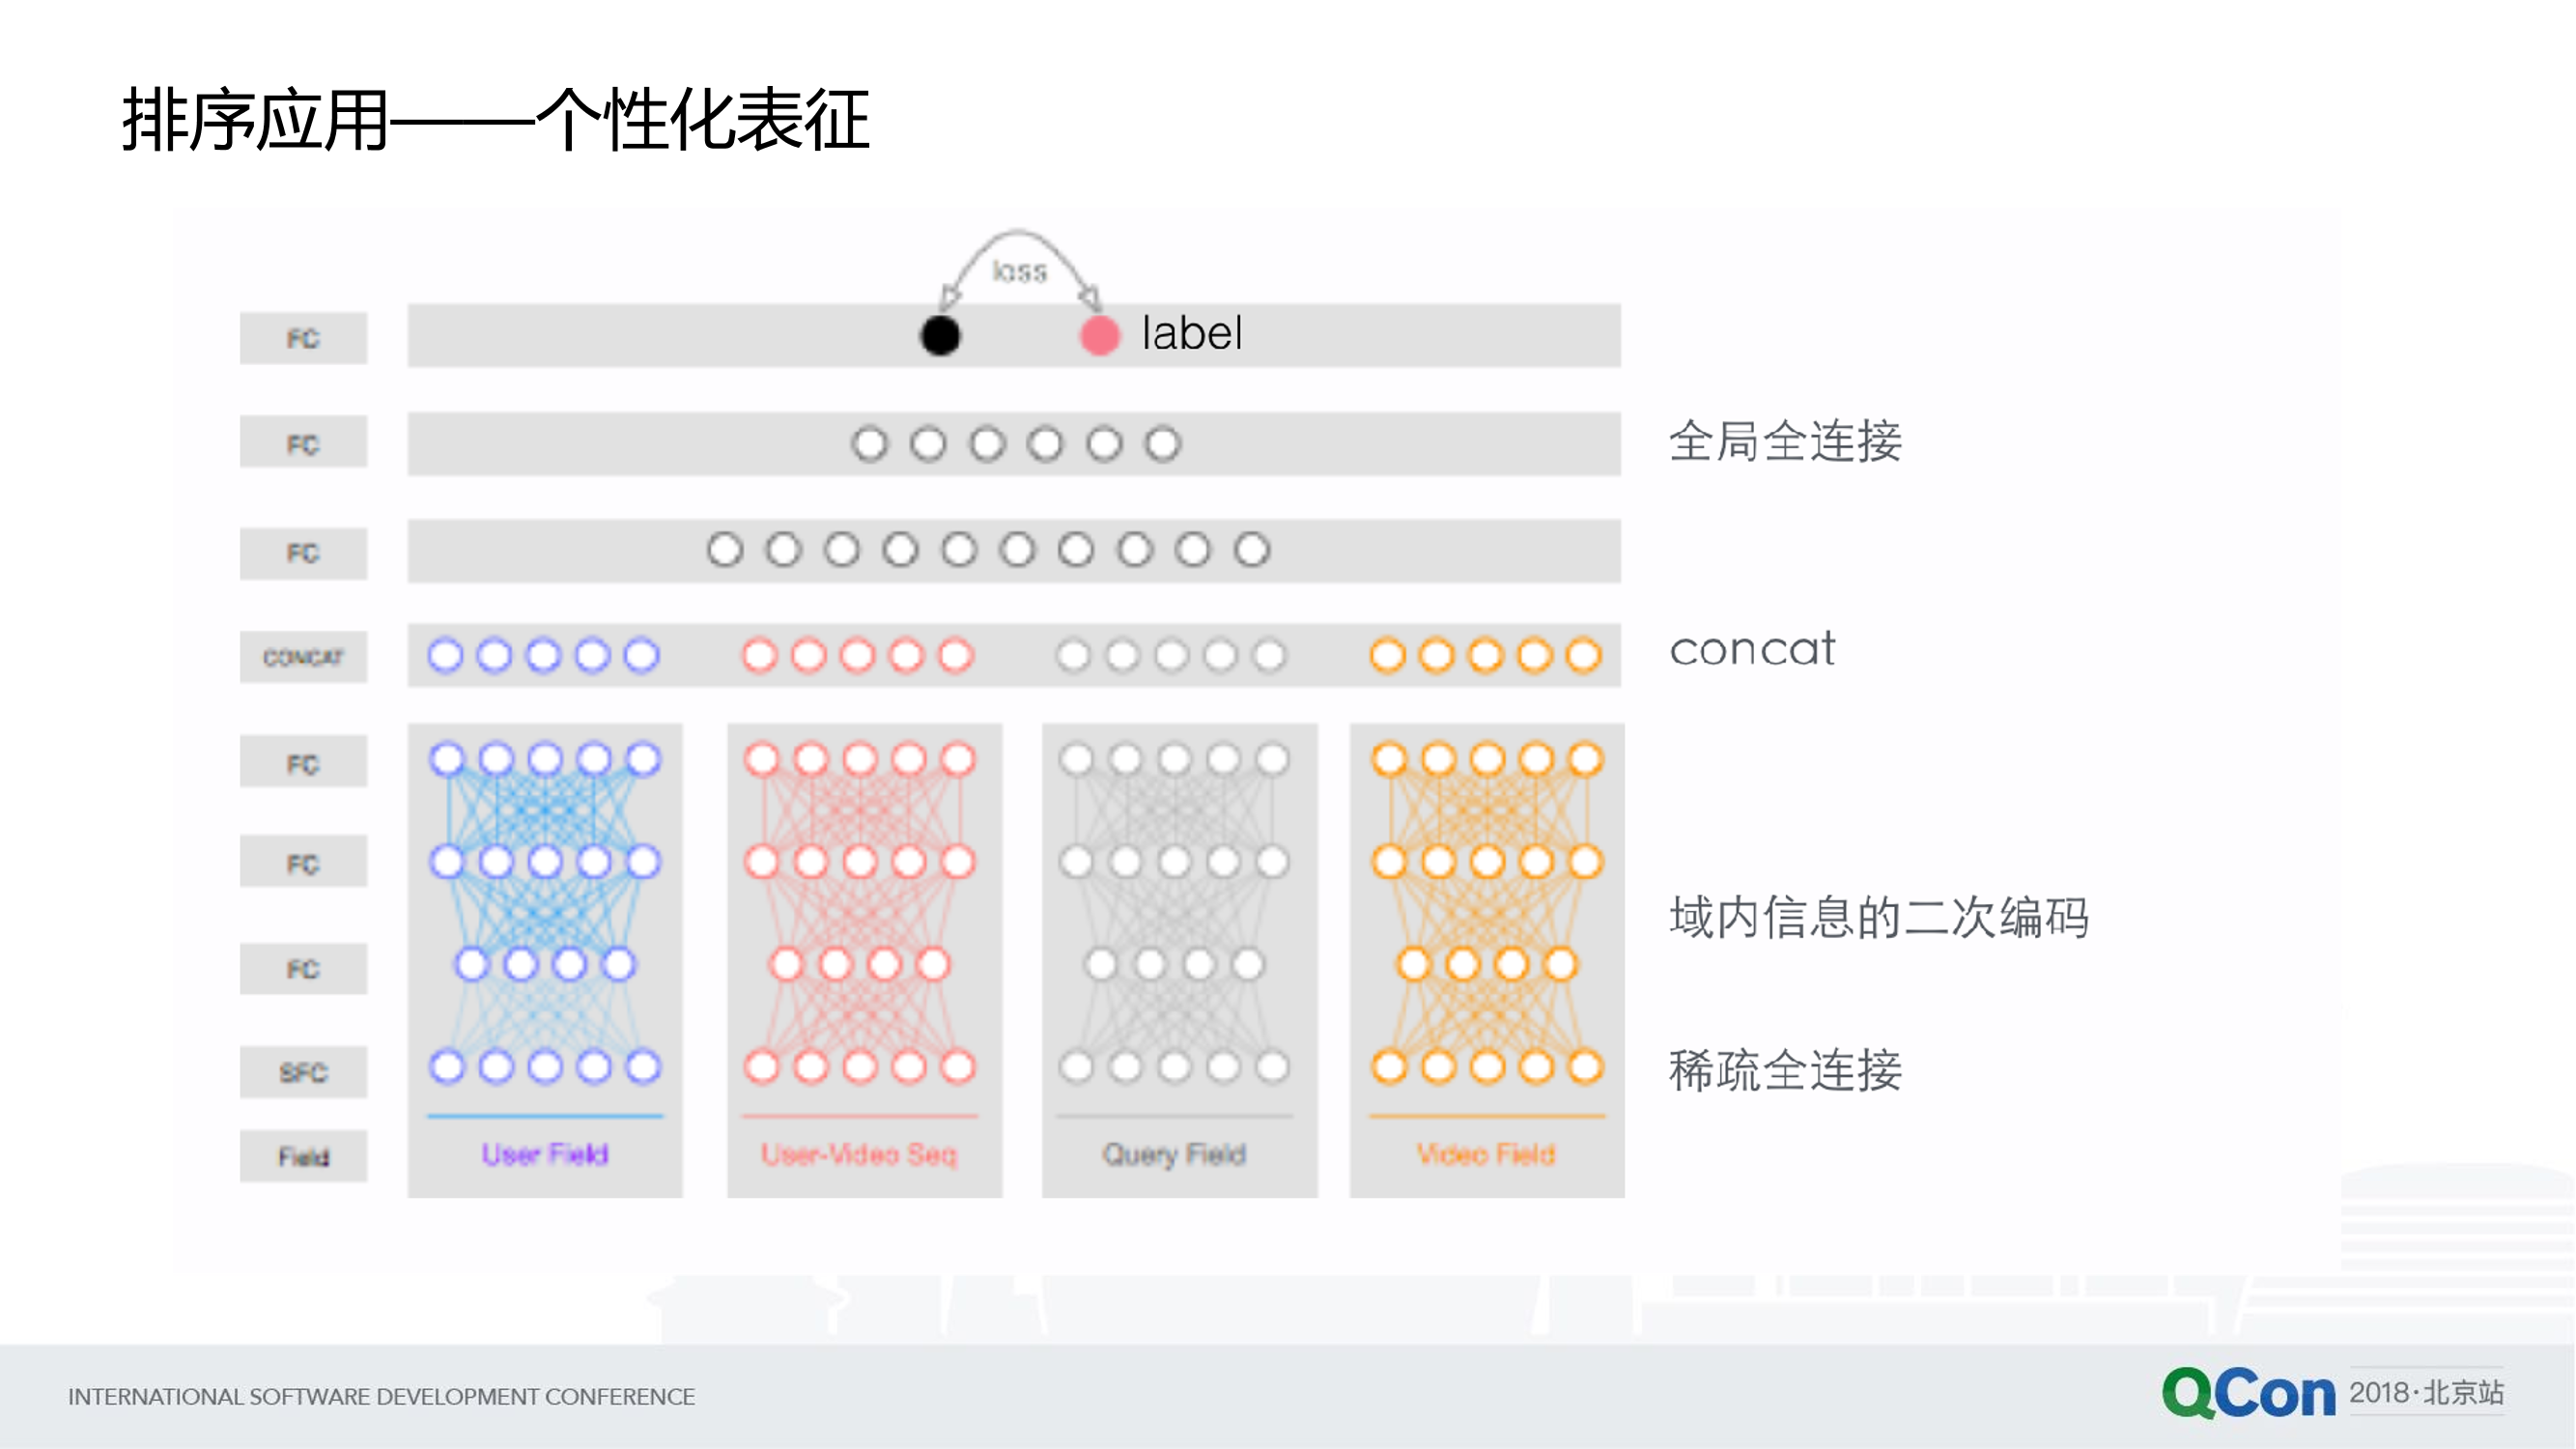 排序应用——个性化表征
loss
FC
label
FC
全局全连接
FC
CONCAT
concat
FC
FC
域内信息的二次编码
FC
SFC
稀疏全连接
Field
User Field
User-Video Seq
Query Field
Video Field
INTERNATIONAL SOFTWARE DEVELOPMENT CONFERENCE
QCon 2018·北京站